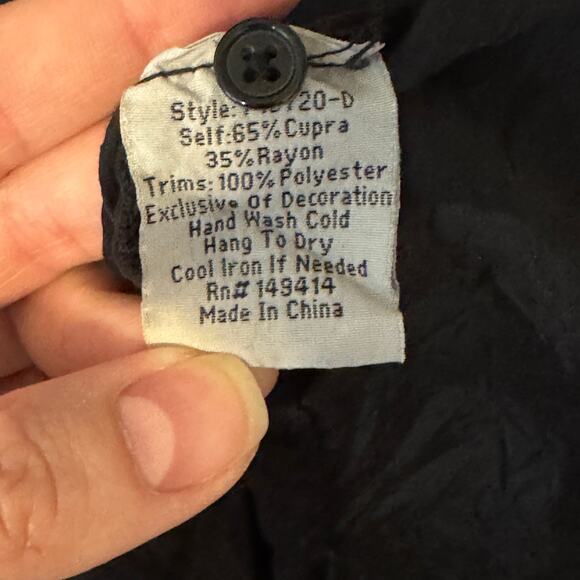 Style: 20-D
Self:65%Cupra
35%Rayon
Trims:100%Polyester
Exclusive Of Decoration
Hand Wash Cold
Hang To Dry
Cool Iron If Needed
Rn#149414
Made In China